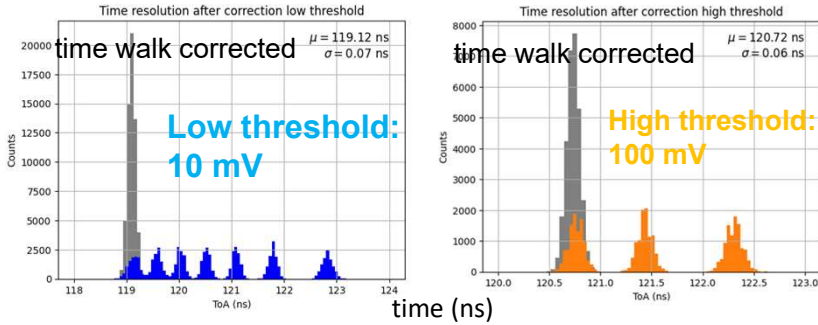 Time resolution after correction low threshold
time walk corrected
μ = 119.12 ns
σ = 0.07 ns
Low threshold:
10 mV
Counts
20000
17500
15000
12500
10000
7500
5000
2500
0
118
119
120
121
122
123
124
ToA (ns)
Time resolution after correction high threshold
time walk corrected
μ = 120.72 ns
σ = 0.06 ns
High threshold:
100 mV
Counts
8000
7000
6000
5000
4000
3000
2000
1000
0
120.0
120.5
121.0
121.5
122.0
122.5
123.0
ToA (ns)
time (ns)